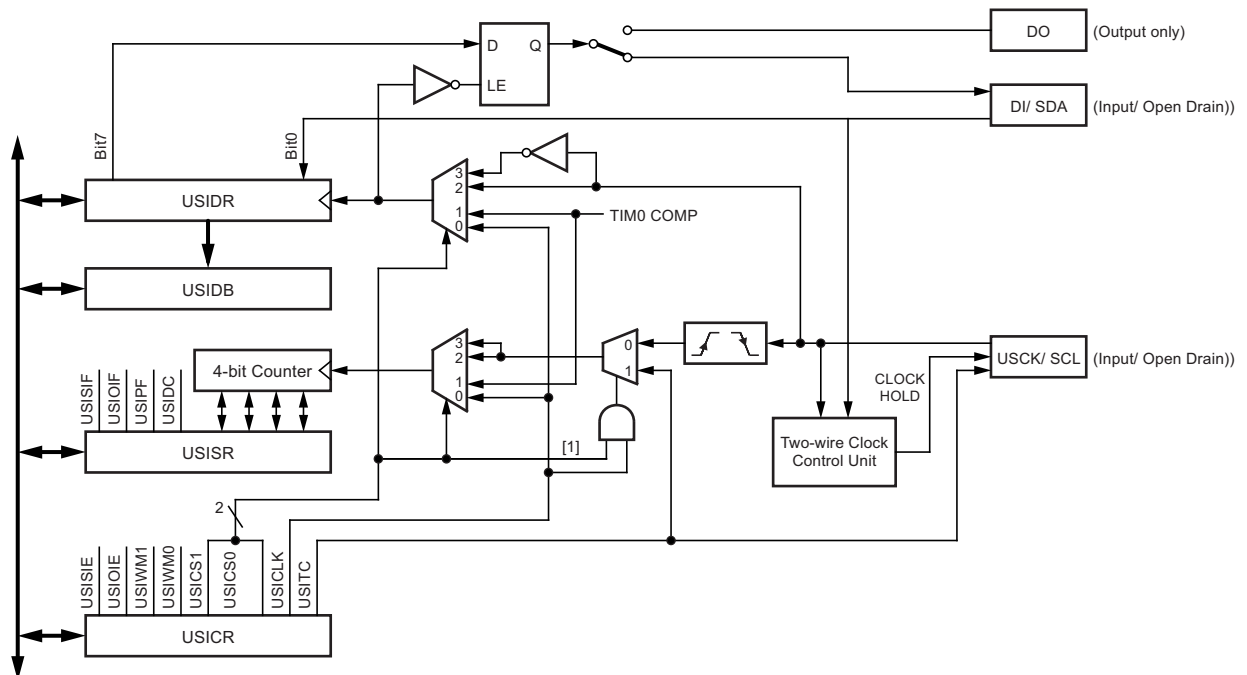 DO
(Output only)
D
Q
LE
DI/ SDA
(Input/ Open Drain))
Bit7
Bit0
3
2
1
0
USIDR
TIM0 COMP
USIDB
3
2
1
0
0
1
4-bit Counter
USCK/ SCL
(Input/ Open Drain))
CLOCK
HOLD
USISIF
USIOIF
USIPF
USIDC
USISR
[1]
Two-wire Clock
Control Unit
2
USISIE
USIOIE
USIWM1
USIWM0
USICS1
USICS0
USICLK
USITC
USICR